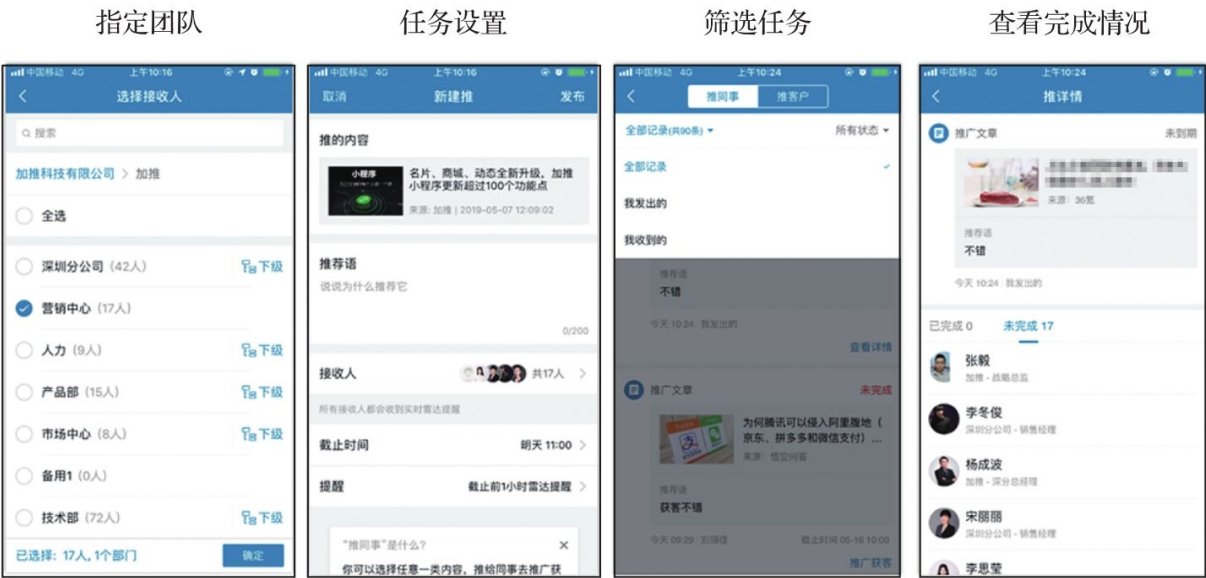 指定团队
任务设置
筛选任务
查看完成情况
中国移动 4G 上午10:16
选择接收人
搜索
加推科技有限公司 > 加推
全选
深圳分公司 (42人) 下级
营销中心 (17人)
人力 (9人) 下级
产品部 (15人) 下级
市场中心 (8人) 下级
备用1 (0人)
技术部 (72人) 下级
已选择: 17人, 1个部门 确定
中国移动 4G 上午10:16
取消 新建推 发布
推的内容
小程序
名片、商城、动态全新升级，加推
小程序更新超过100个功能点
来源: 加推 | 2019-05-07 12:09:02
推荐语
说说为什么推荐它
0/200
接收人 共17人 >
所有接收人都会收到实时雷达提醒
截止时间 明天 11:00 >
提醒 截止前1小时雷达提醒 >
“推同事”是什么? ×
你可以选择任意一类内容，推给同事去推广获
中国移动 4G 上午10:24
推同事 推客户
全部记录(共90条) 所有状态
全部记录
我发出的
我收到的
推荐语
不错
今天 10:24 我发出的
查看详情
推广文章 未完成
为何腾讯可以侵入阿里腹地（
京东、拼多多和微信支付）...
来源: 悟空问答
推荐语
获客不错
今天 09:29 刘翎佳 截止时间 05-16 10:00
推广获客
中国移动 4G 上午10:24
推详情
推广文章 未到期
来源: 36氪
推荐语
不错
今天 10:24 我发出的
已完成 0 未完成 17
张毅
加推 - 战略总监
李冬俊
深圳分公司 - 销售经理
杨成波
加推 - 深分总经理
宋丽丽
深圳分公司 - 销售经理
李思莹